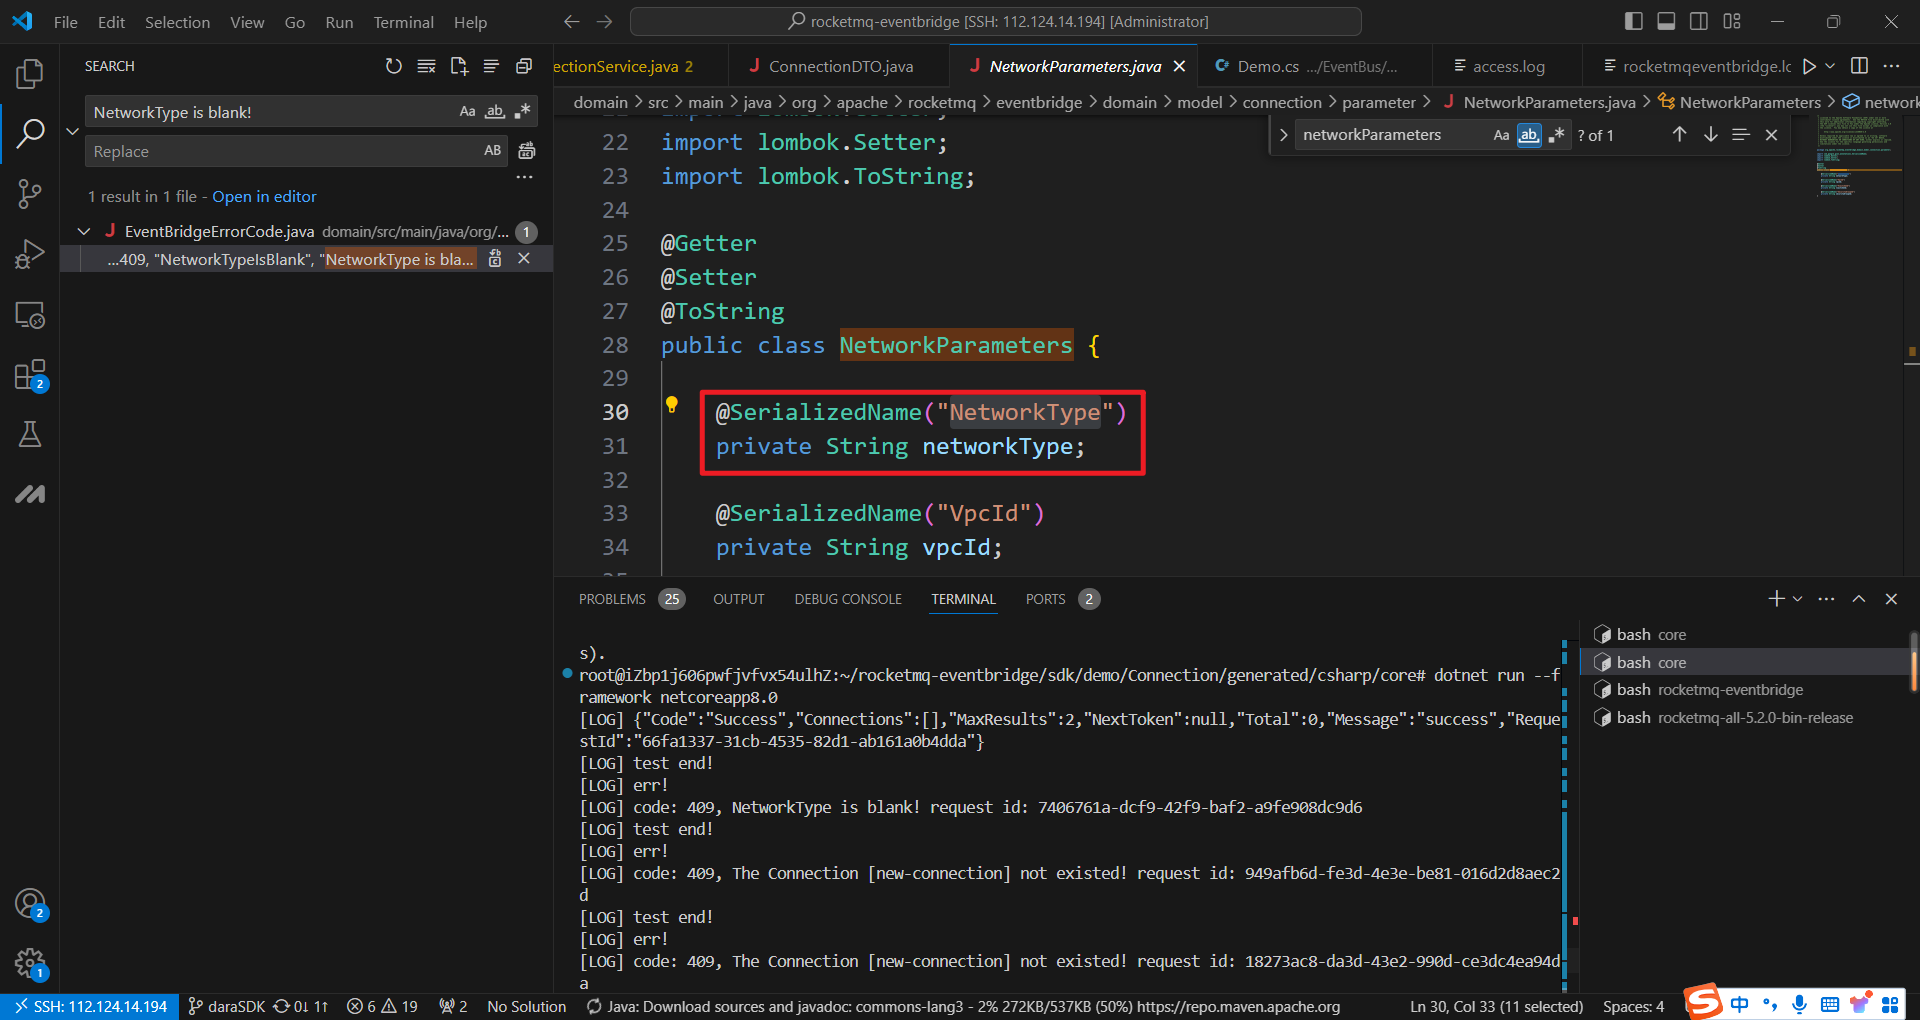 File Edit Selection View Go Run Terminal Help
rocketmq-eventbridge [SSH: 112.124.14.194] [Administrator]
SEARCH
NetworkType is blank!
Aa ab .*
Replace
AB
1 result in 1 file - Open in editor
EventBridgeErrorCode.java domain/src/main/java/org/... 1
...409, "NetworkTypeIsBlank", "NetworkType is bla...
ectionService.java 2
ConnectionDTO.java
NetworkParameters.java
Demo.cs .../EventBus/...
access.log
rocketmqeventbridge.lc
domain > src > main > java > org > apache > rocketmq > eventbridge > domain > model > connection > parameter > NetworkParameters.java > NetworkParameters > network
networkParameters Aa ab .* ? of 1
22 import lombok.Setter;
23 import lombok.ToString;
24
25 @Getter
26 @Setter
27 @ToString
28 public class NetworkParameters {
29
30 @SerializedName("NetworkType")
31 private String networkType;
32
33 @SerializedName("VpcId")
34 private String vpcId;
PROBLEMS 25 OUTPUT DEBUG CONSOLE TERMINAL PORTS 2
s).
root@iZbp1j606pwfjvfvx54ulhZ:~/rocketmq-eventbridge/sdk/demo/Connection/generated/csharp/core# dotnet run --f
ramework netcoreapp8.0
[LOG] {"Code":"Success","Connections":[],"MaxResults":2,"NextToken":null,"Total":0,"Message":"success","Reque
stId":"66fa1337-31cb-4535-82d1-ab161a0b4dda"}
[LOG] test end!
[LOG] err!
[LOG] code: 409, NetworkType is blank! request id: 7406761a-dcf9-42f9-baf2-a9fe908dc9d6
[LOG] test end!
[LOG] err!
[LOG] code: 409, The Connection [new-connection] not existed! request id: 949afb6d-fe3d-4e3e-be81-016d2d8aec2
d
[LOG] test end!
[LOG] err!
[LOG] code: 409, The Connection [new-connection] not existed! request id: 18273ac8-da3d-43e2-990d-ce3dc4ea94d
a
bash core
bash core
bash rocketmq-eventbridge
bash rocketmq-all-5.2.0-bin-release
2
2
1
SSH: 112.124.14.194 daraSDK 0↓ 1↑ 6 19 2 No Solution Java: Download sources and javadoc: commons-lang3 - 2% 272KB/537KB (50%) https://repo.maven.apache.org Ln 30, Col 33 (11 selected) Spaces: 4
S 中